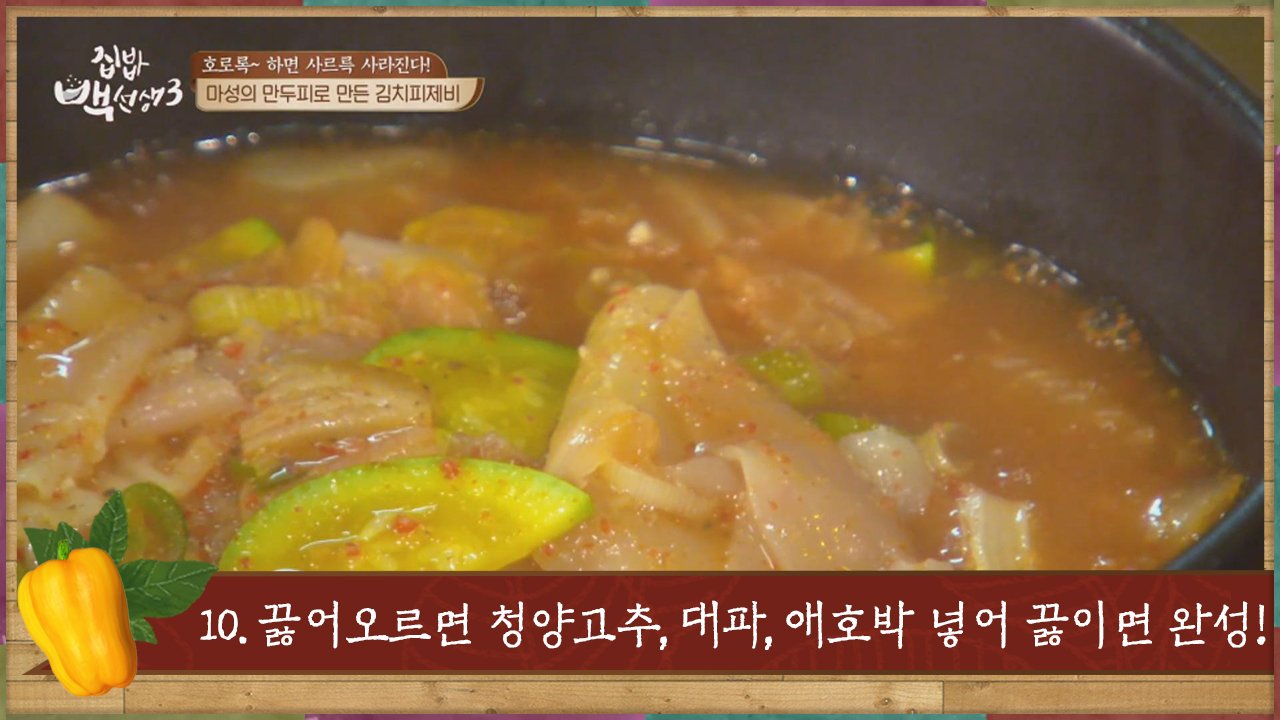 집밥
백선생3
호로록~ 하면 사르륵 사라진다!
마성의 만두피로 만든 김치피제비
10. 끓어오르면 청양고추, 대파, 애호박 넣어 끓이면 완성!